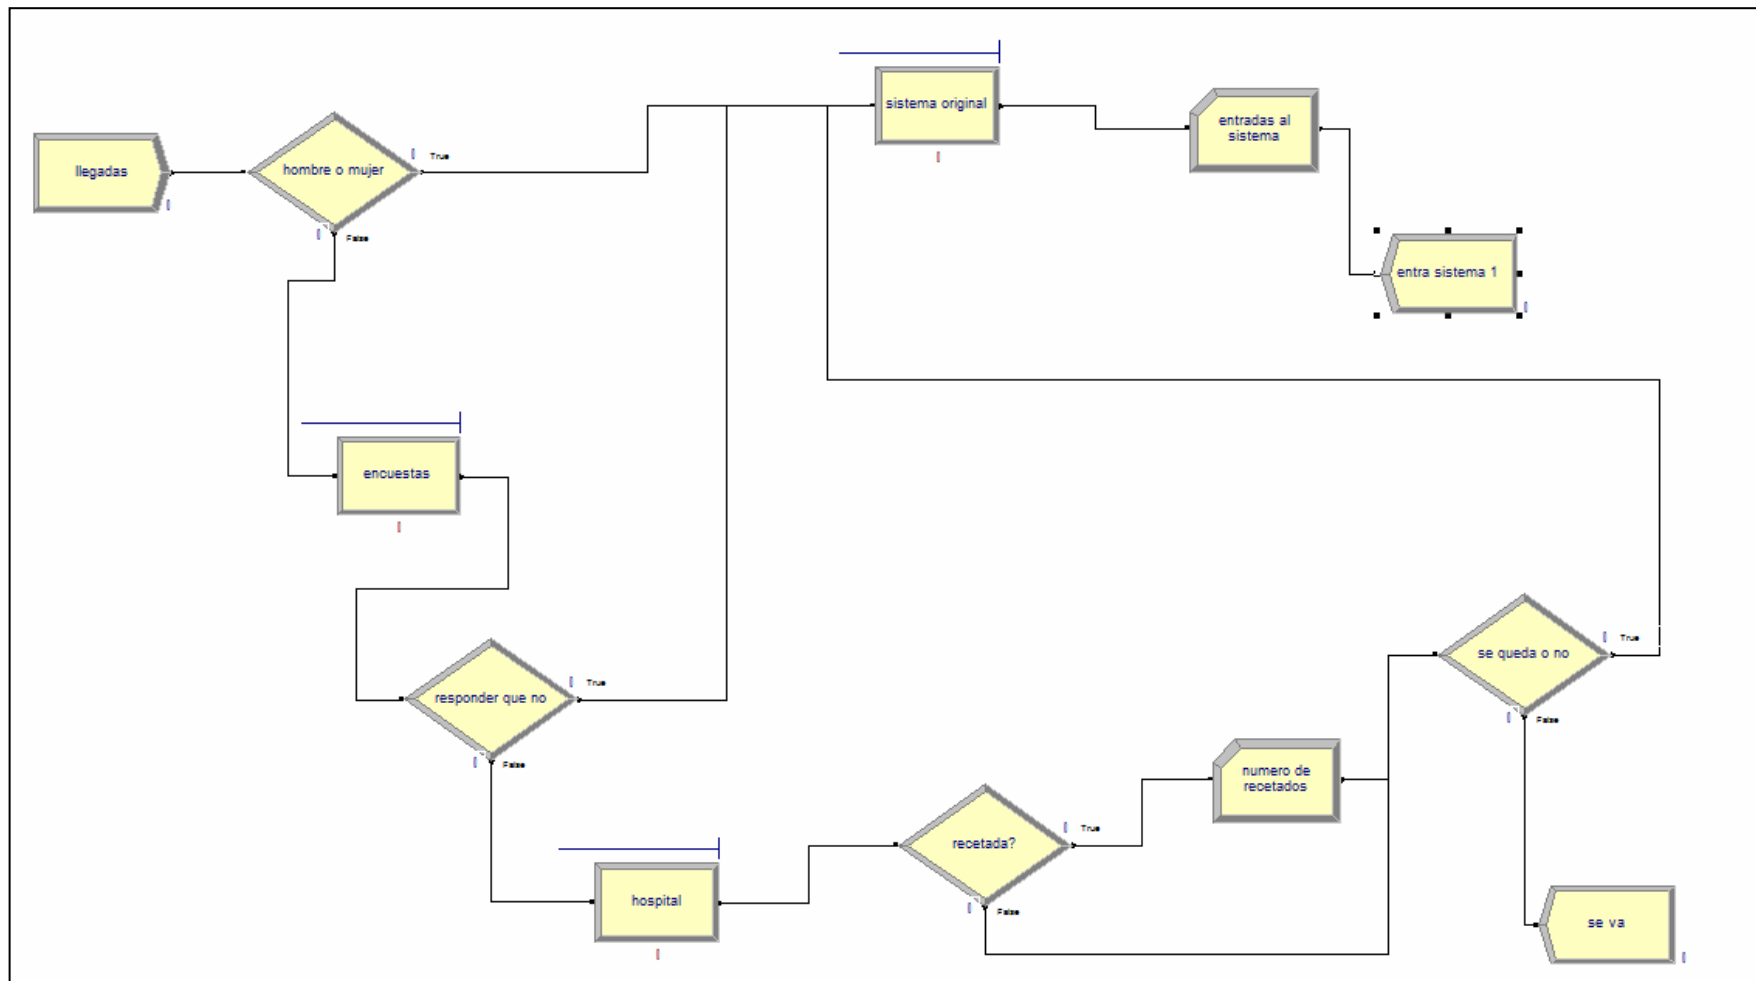 sistema original
entradas al
sistema
llegadas
hombre o mujer
True
False
entra sistema 1
encuestas
responder que no
True
False
se queda o no
True
False
numero de
recetados
recetada?
True
False
hospital
se va